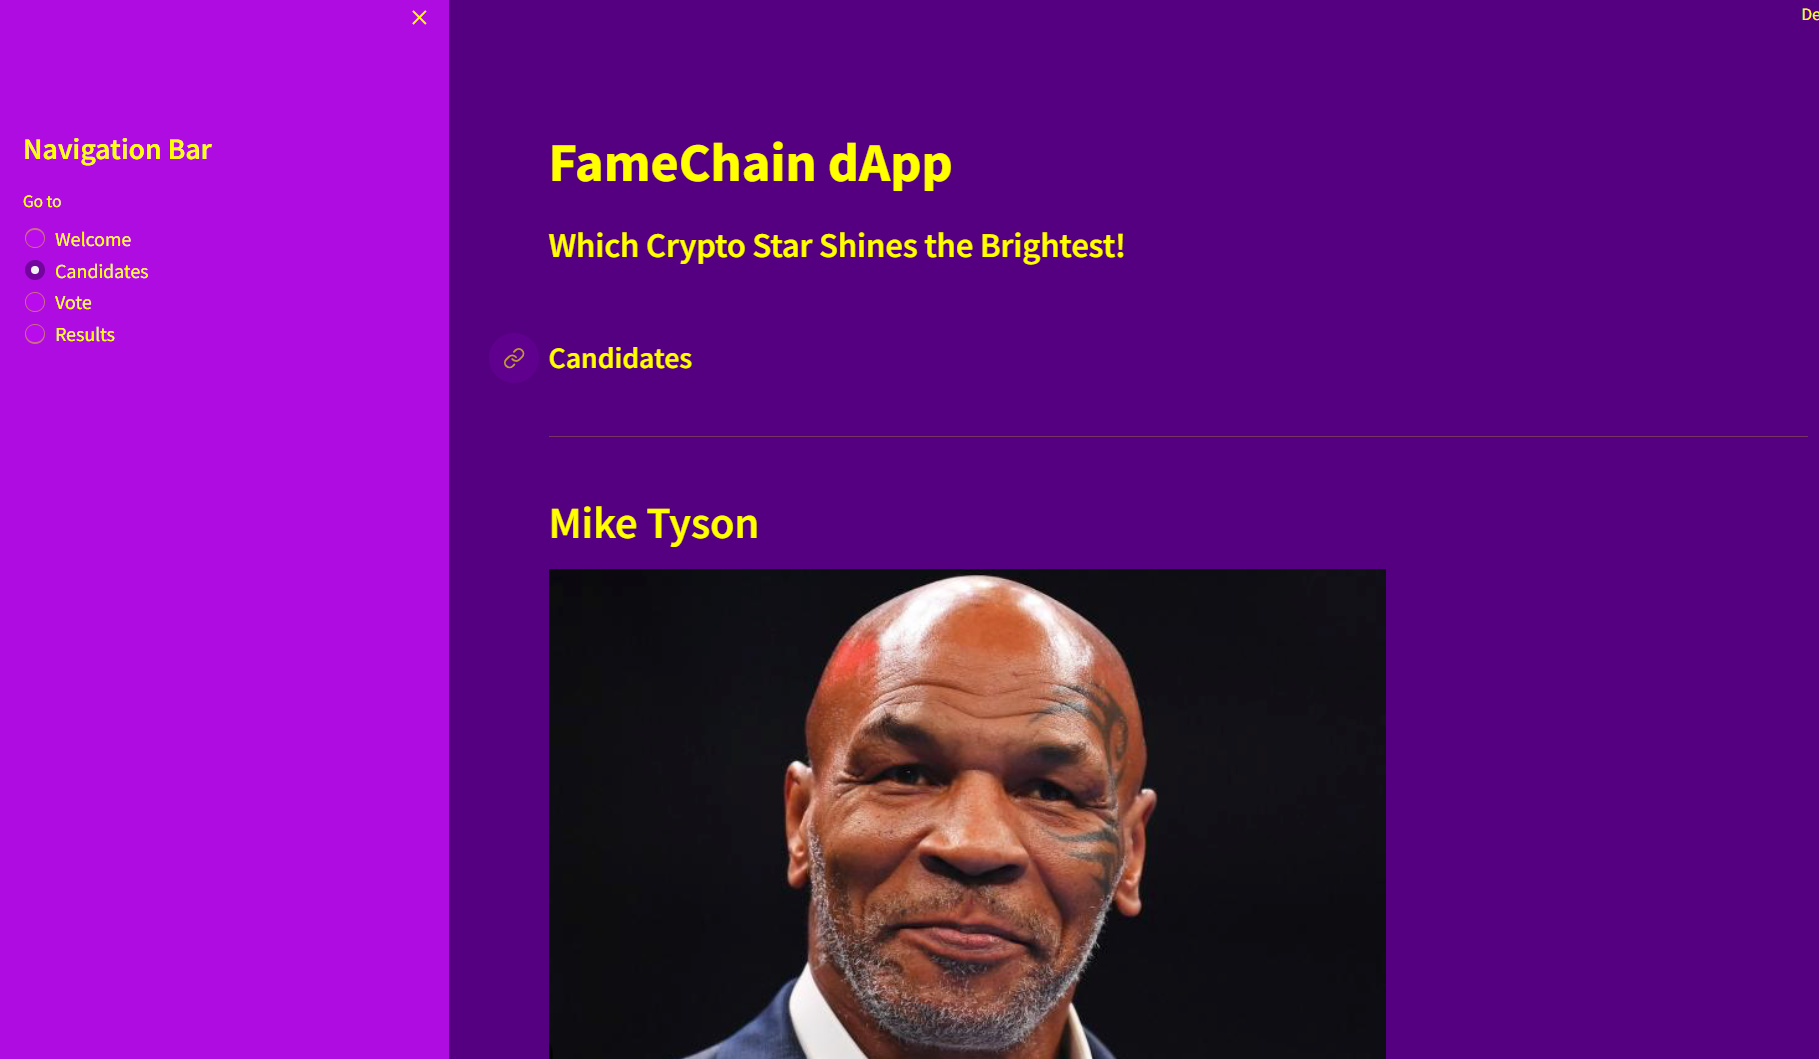 Navigation Bar
Go to
Welcome
Candidates
Vote
Results
De
FameChain dApp
Which Crypto Star Shines the Brightest!
Candidates
Mike Tyson